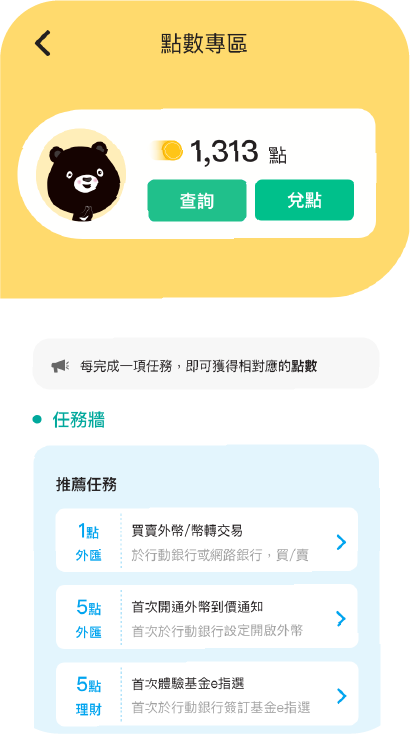 點數專區
1,313 點
查詢
兌點
每完成一項任務，即可獲得相對應的點數
任務牆
推薦任務
1點
外匯
買賣外幣/幣轉交易
於行動銀行或網路銀行，買/賣
5點
外匯
首次開通外幣到價通知
首次於行動銀行設定開啟外幣
5點
理財
首次體驗基金e指選
首次於行動銀行簽訂基金e指選